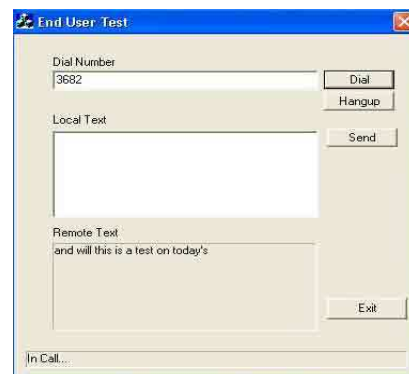 End User Test
Dial Number
3682
Dial
Hangup
Local Text
Send
Remote Text
and will this is a test on today's
Exit
In Call...